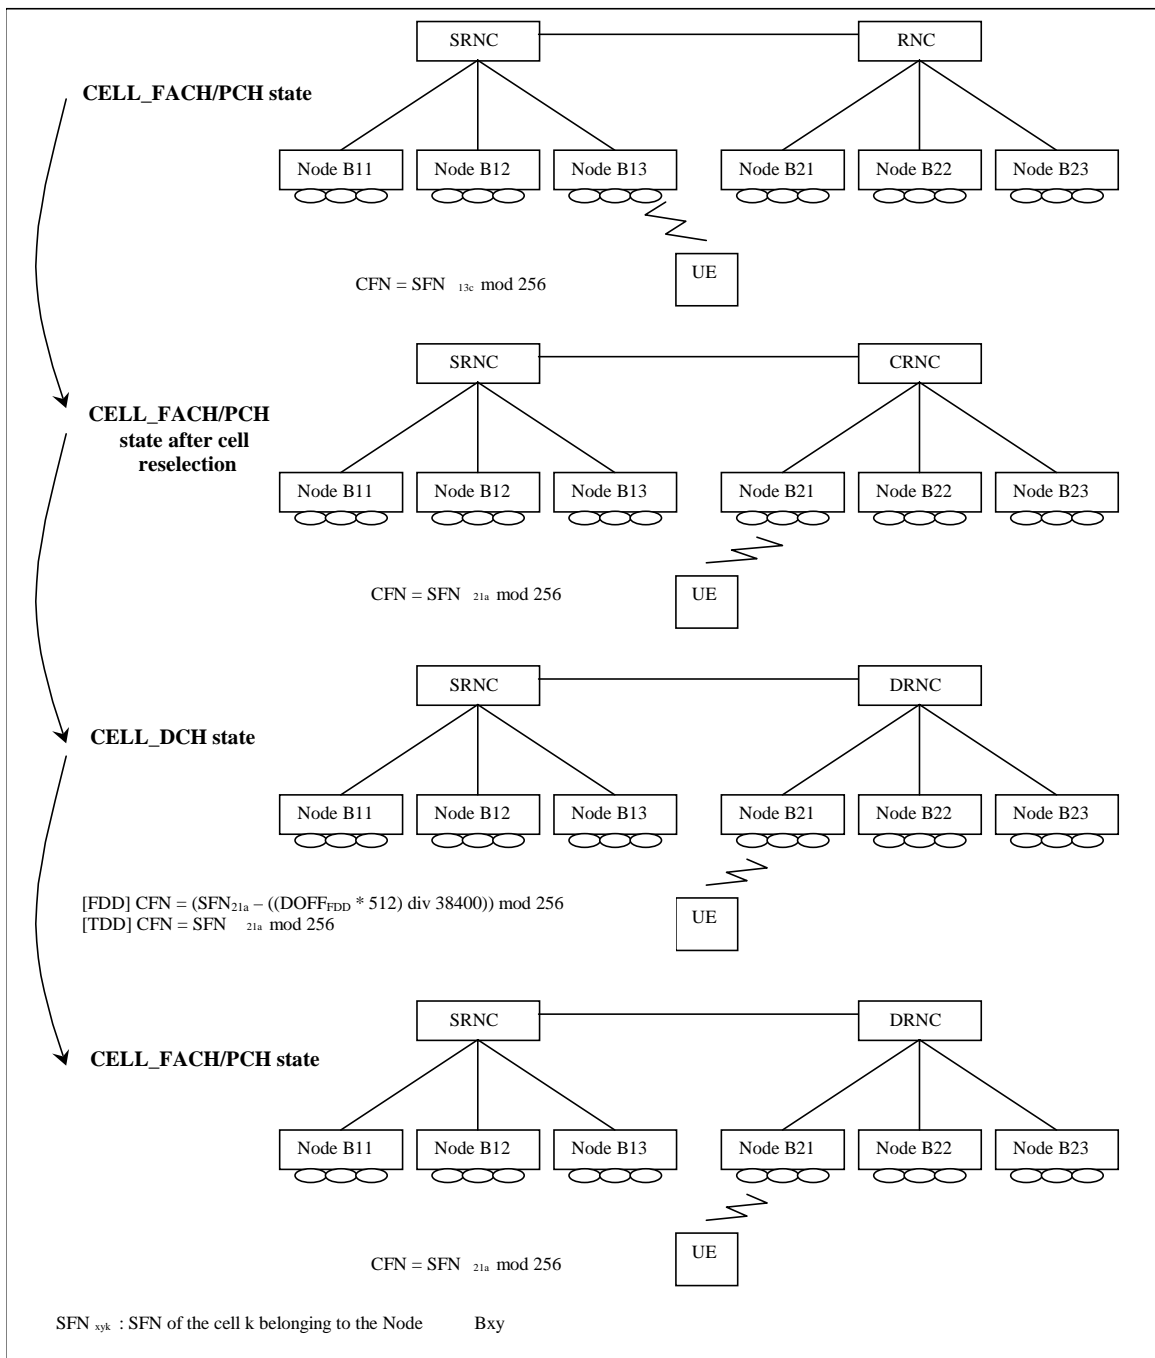 SRNC RNC
CELL_FACH/PCH state
Node B11 Node B12 Node B13 Node B21 Node B22 Node B23
UE
CFN = SFN 13c mod 256
SRNC CRNC
CELL_FACH/PCH
state after cell
reselection
Node B11 Node B12 Node B13 Node B21 Node B22 Node B23
CFN = SFN 21a mod 256
UE
SRNC DRNC
CELL_DCH state
Node B11 Node B12 Node B13 Node B21 Node B22 Node B23
[FDD] CFN = (SFN21a – ((DOFFFDD * 512) div 38400)) mod 256
UE
[TDD] CFN = SFN 21a mod 256
SRNC DRNC
CELL_FACH/PCH state
Node B11 Node B12 Node B13 Node B21 Node B22 Node B23
UE
CFN = SFN 21a mod 256
SFN xyk : SFN of the cell k belonging to the Node Bxy